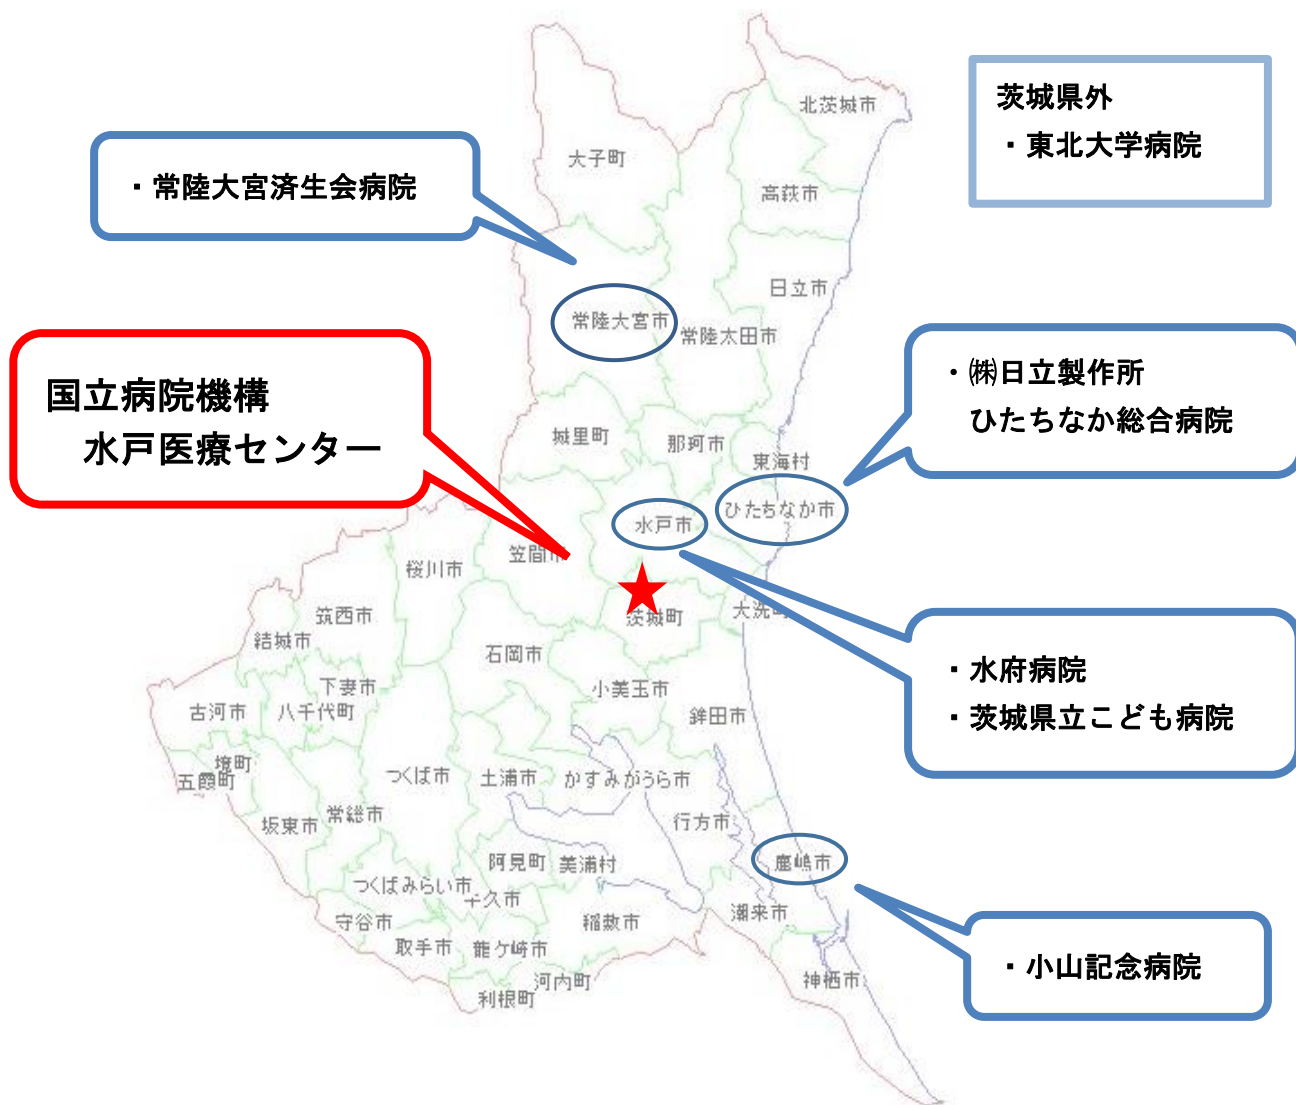 茨城県外
・東北大学病院
・常陸大宮済生会病院
国立病院機構
水戸医療センター
・㈱日立製作所
ひたちなか総合病院
・水府病院
・茨城県立こども病院
・小山記念病院
北茨城市
大子町
高萩市
日立市
常陸大宮市
常陸太田市
城里町
那珂市
東海村
ひたちなか市
水戸市
笠間市
桜川市
茨城町
大洗町
筑西市
結城市
石岡市
小美玉市
下妻市
八千代町
古河市
鉾田市
境町
五霞町
つくば市
土浦市
かすみがうら市
坂東市
常総市
行方市
阿見町
美浦村
鹿嶋市
つくばみらい市
牛久市
守谷市
稲敷市
潮来市
取手市
龍ケ崎市
河内町
利根町
神栖市